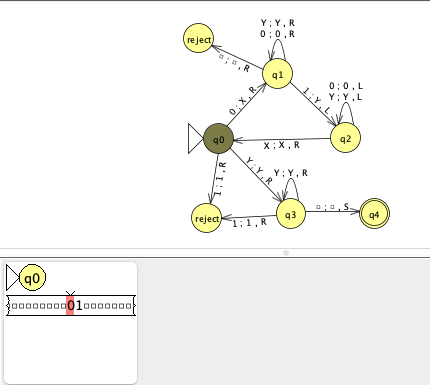 Y;Y,R
0;0,R
reject
□;□,R
q1
0;X,R
1;Y,L
0;0,L
Y;Y,L
q0
X;X,R
q2
1;1,R
Y;Y,R
Y;Y,R
reject
1;1,R
q3
□;□,S
q4
q0
□□□□□□□□01□□□□□□□